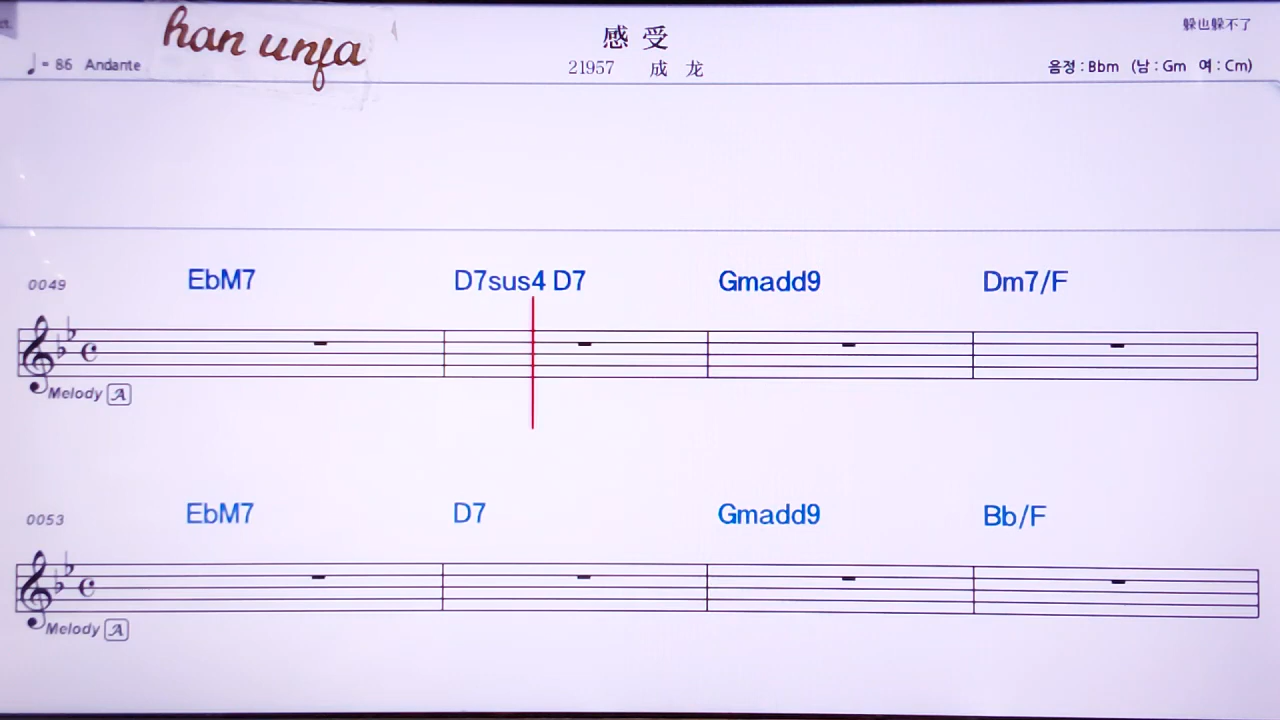 han unfa
感 受
躲也躲不了
♩ = 86 Andante
21957 成 龙
음정 : Bbm (남 : Gm 여 : Cm)
0049 EbM7 D7sus4 D7 Gmadd9 Dm7/F
Melody A
0053 EbM7 D7 Gmadd9 Bb/F
Melody A